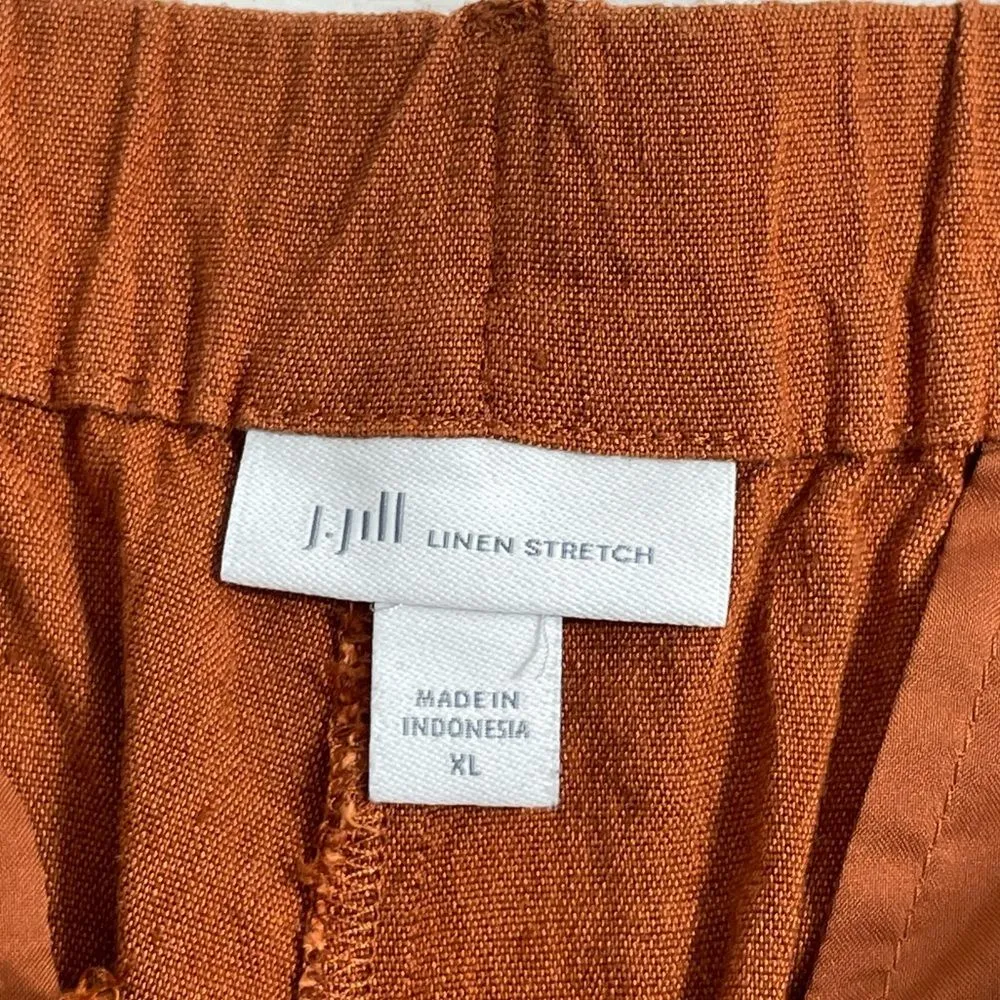 J.Jill LINEN STRETCH
MADE IN
INDONESIA
XL